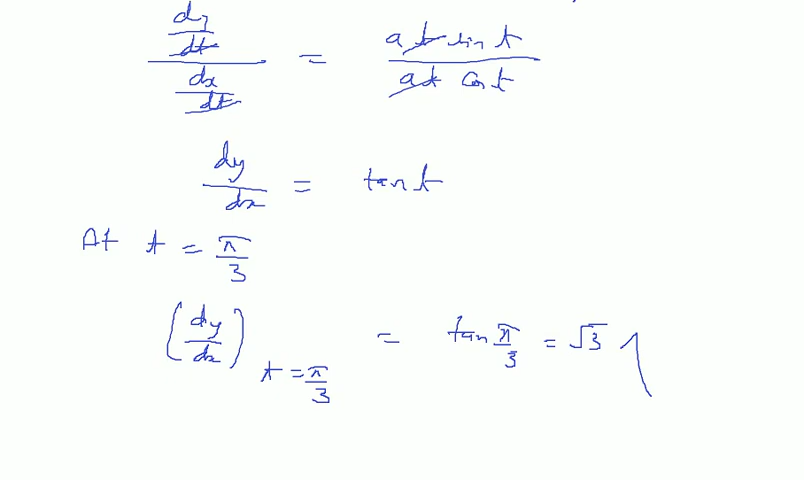 dy/dt / dx/dt = at sin t / at cos t
dy/dx = tan t
At t = π/3
(dy/dx) t = π/3 = tan π/3 = √3